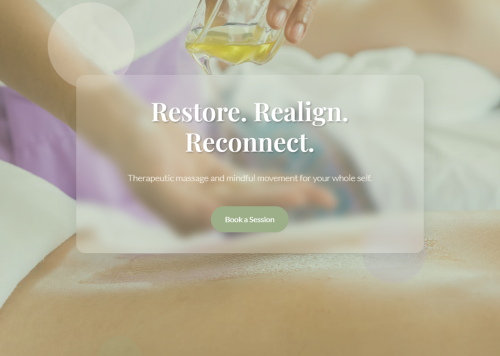 Restore. Realign.
Reconnect.
Therapeutic massage and mindful movement for your whole self.
Book a Session